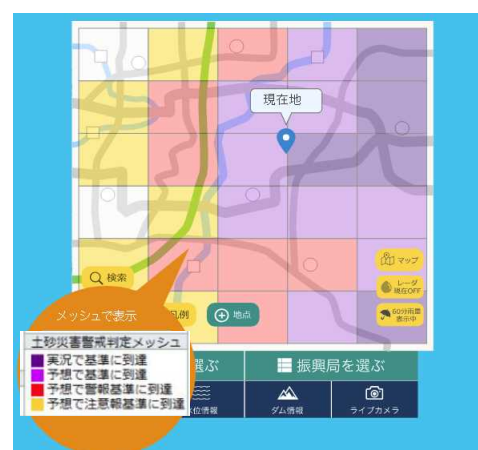 現在地
マップ
検索
レーダ
現在OFF
メッシュで表示
凡例
地点
60分雨量
表示中
土砂災害警戒判定メッシュ
実況で基準に到達
予想で基準に到達
予想で警報基準に到達
予想で注意報基準に到達
選ぶ
振興局を選ぶ
水位情報
ダム情報
ライブカメラ